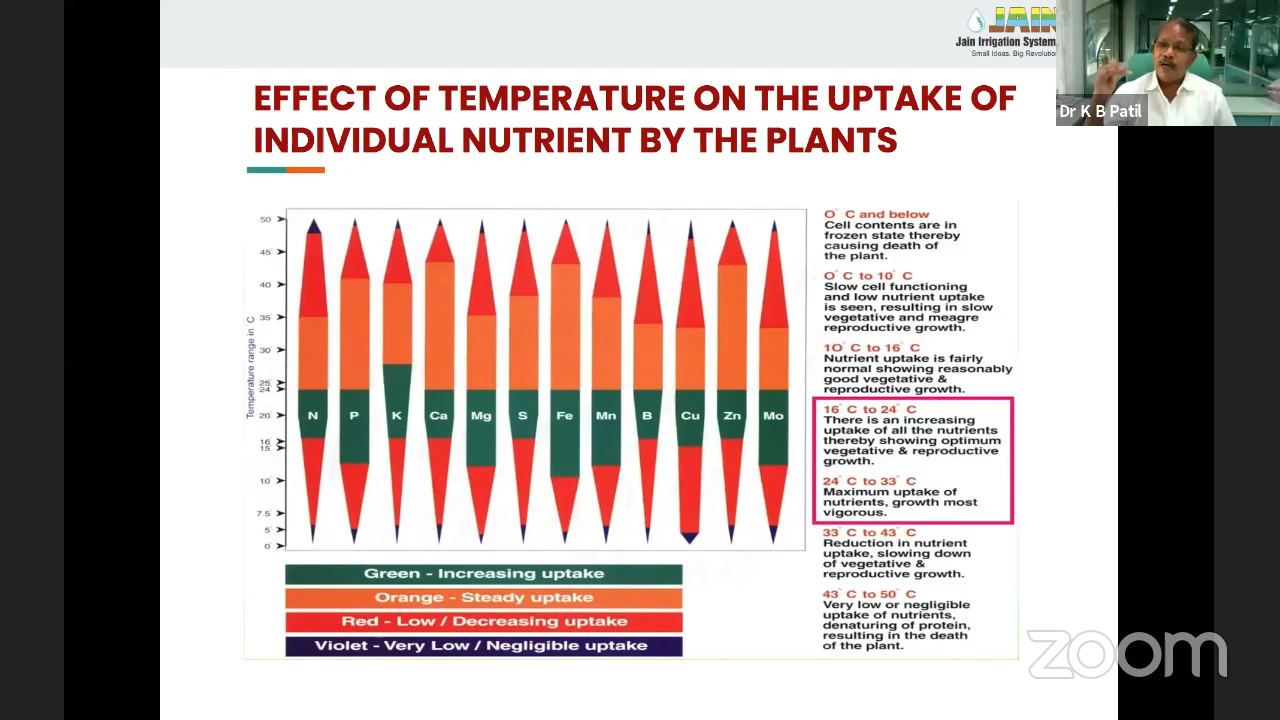 JAIN
Jain Irrigation System
Small Ideas. Big Revolution
Dr K B Patil
EFFECT OF TEMPERATURE ON THE UPTAKE OF
INDIVIDUAL NUTRIENT BY THE PLANTS
Temperature range in °C
50
45
40
35
30
25
24
20
16
15
10
7.5
5
0
N P K Ca Mg S Fe Mn B Cu Zn Mo
Green - Increasing uptake
Orange - Steady uptake
Red - Low / Decreasing uptake
Violet - Very Low / Negligible uptake
O° C and below
Cell contents are in
frozen state thereby
causing death of
the plant.
O° C to 10° C
Slow cell functioning
and low nutrient uptake
is seen, resulting in slow
vegetative and meagre
reproductive growth.
1O° C to 16° C
Nutrient uptake is fairly
normal showing reasonably
good vegetative &
reproductive growth.
16° C to 24° C
There is an increasing
uptake of all the nutrients
thereby showing optimum
vegetative & reproductive
growth.
24° C to 33° C
Maximum uptake of
nutrients, growth most
vigorous.
33° C to 43° C
Reduction in nutrient
uptake, slowing down
of vegetative &
reproductive growth.
43° C to 50° C
Very low or negligible
uptake of nutrients,
denaturing of protein,
resulting in the death
of the plant.
zoom